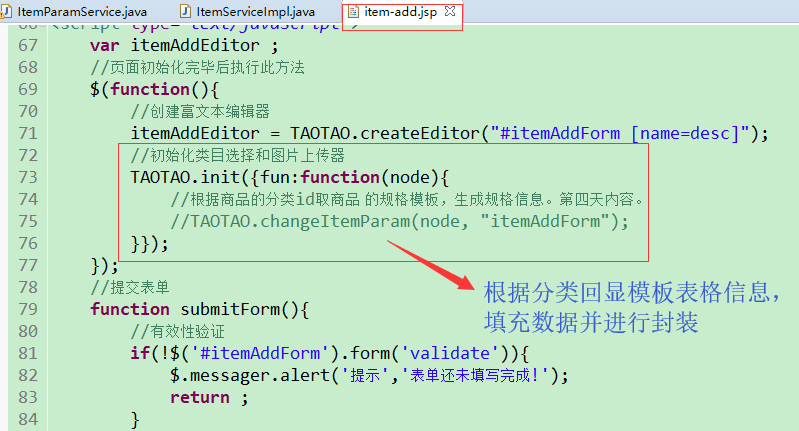 ItemParamService.java ItemServiceImpl.java item-add.jsp
66 <script type="text/javascript">
67 var itemAddEditor ;
68 //页面初始化完毕后执行此方法
69 $(function(){
70 //创建富文本编辑器
71 itemAddEditor = TAOTAO.createEditor("#itemAddForm [name=desc]");
72 //初始化类目选择和图片上传器
73 TAOTAO.init({fun:function(node){
74 //根据商品的分类id取商品 的规格模板，生成规格信息。第四天内容。
75 //TAOTAO.changeItemParam(node, "itemAddForm");
76 }});
77 });
78 //提交表单
79 function submitForm(){
80 //有效性验证
81 if(!$('#itemAddForm').form('validate')){
82 $.messager.alert('提示','表单还未填写完成!');
83 return ;
84 }
根据分类回显模板表格信息，
填充数据并进行封装